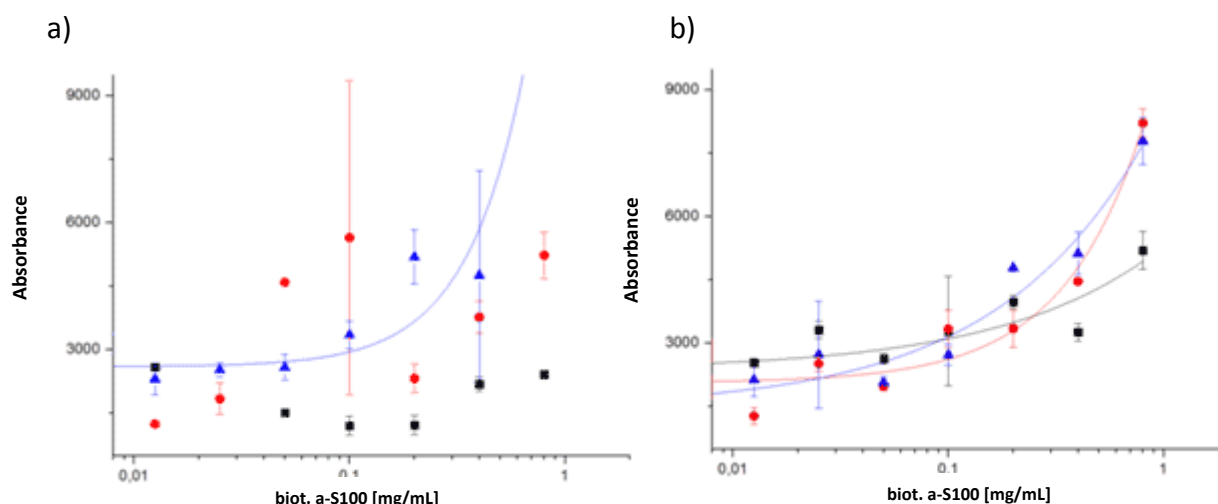 a)
b)
9000
6000
3000
Absorbance
0,01
0.1
1
biot. a-S100 [mg/mL]
9000
6000
3000
Absorbance
0,01
0.1
1
biot. a-S100 [mg/mL]